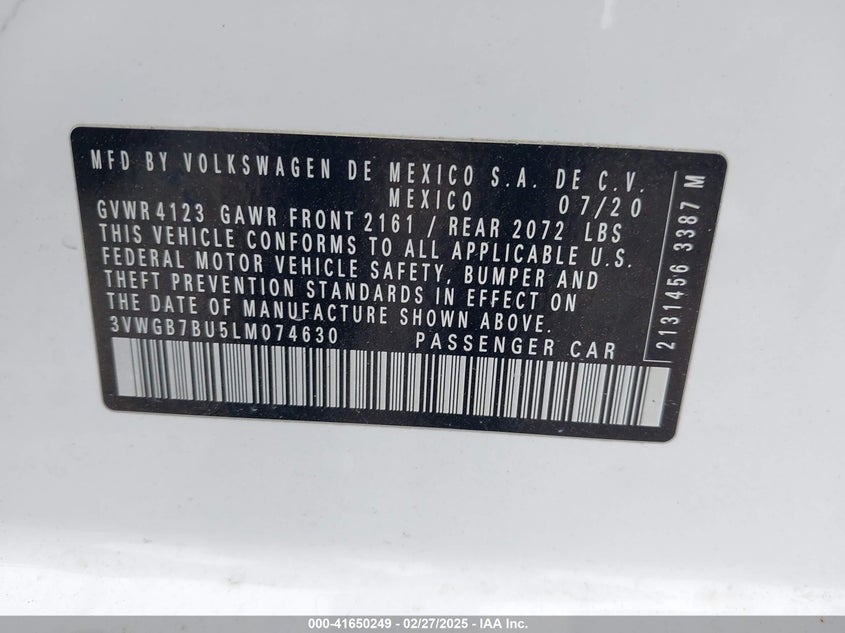 MFD BY VOLKSWAGEN DE MEXICO S.A. DE C.V.
MEXICO 07/20
GVWR 4123 GAWR FRONT 2161 / REAR 2072 LBS
THIS VEHICLE CONFORMS TO ALL APPLICABLE U.S.
FEDERAL MOTOR VEHICLE SAFETY, BUMPER AND
THEFT PREVENTION STANDARDS IN EFFECT ON
THE DATE OF MANUFACTURE SHOWN ABOVE.
3VWGB7BU5LM074630 PASSENGER CAR
2131456 3387 M
000-41650249 - 02/27/2025 - IAA Inc.